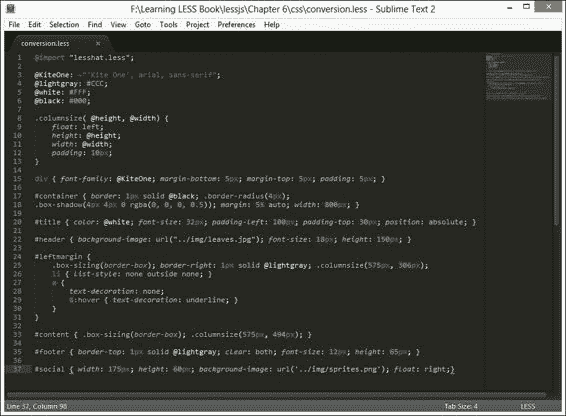 F:\Learning LESS Book\lessjs\Chapter 6\css\conversion.less - Sublime Text 2
File Edit Selection Find View Goto Tools Project Preferences Help
conversion.less ×
1 @import "lesshat.less";
2
3 @KiteOne: ~"'Kite One', arial, sans-serif";
4 @lightgray: #CCC;
5 @white: #FFF;
6 @black: #000;
7
8 .columnsize( @height, @width) {
9 float: left;
10 height: @height;
11 width: @width;
12 padding: 10px;
13 }
14
15 div { font-family: @KiteOne; margin-bottom: 5px; margin-top: 5px; padding: 5px; }
16
17 #container { border: 1px solid @black; .border-radius(4px);
18 .box-shadow(4px 4px 0 rgba(0, 0, 0, 0.5)); margin: 5% auto; width: 800px; }
19
20 #title { color: @white; font-size: 32px; padding-left: 100px; padding-top: 30px; position: absolute; }
21
22 #header { background-image: url("../img/leaves.jpg"); font-size: 18px; height: 150px; }
23
24 #leftmargin {
25 .box-sizing(border-box); border-right: 1px solid @lightgray; .columnsize(575px, 306px);
26 li { list-style: none outside none; }
27 a {
28 text-decoration: none;
29 &:hover { text-decoration: underline; }
30 }
31 }
32
33 #content { .box-sizing(border-box); .columnsize(575px, 494px); }
34
35 #footer { border-top: 1px solid @lightgray; clear: both; font-size: 12px; height: 65px; }
36
37 #social { width: 175px; height: 60px; background-image: url('../img/sprites.png'); float: right;}
Line 37, Column 98 Tab Size: 4 LESS